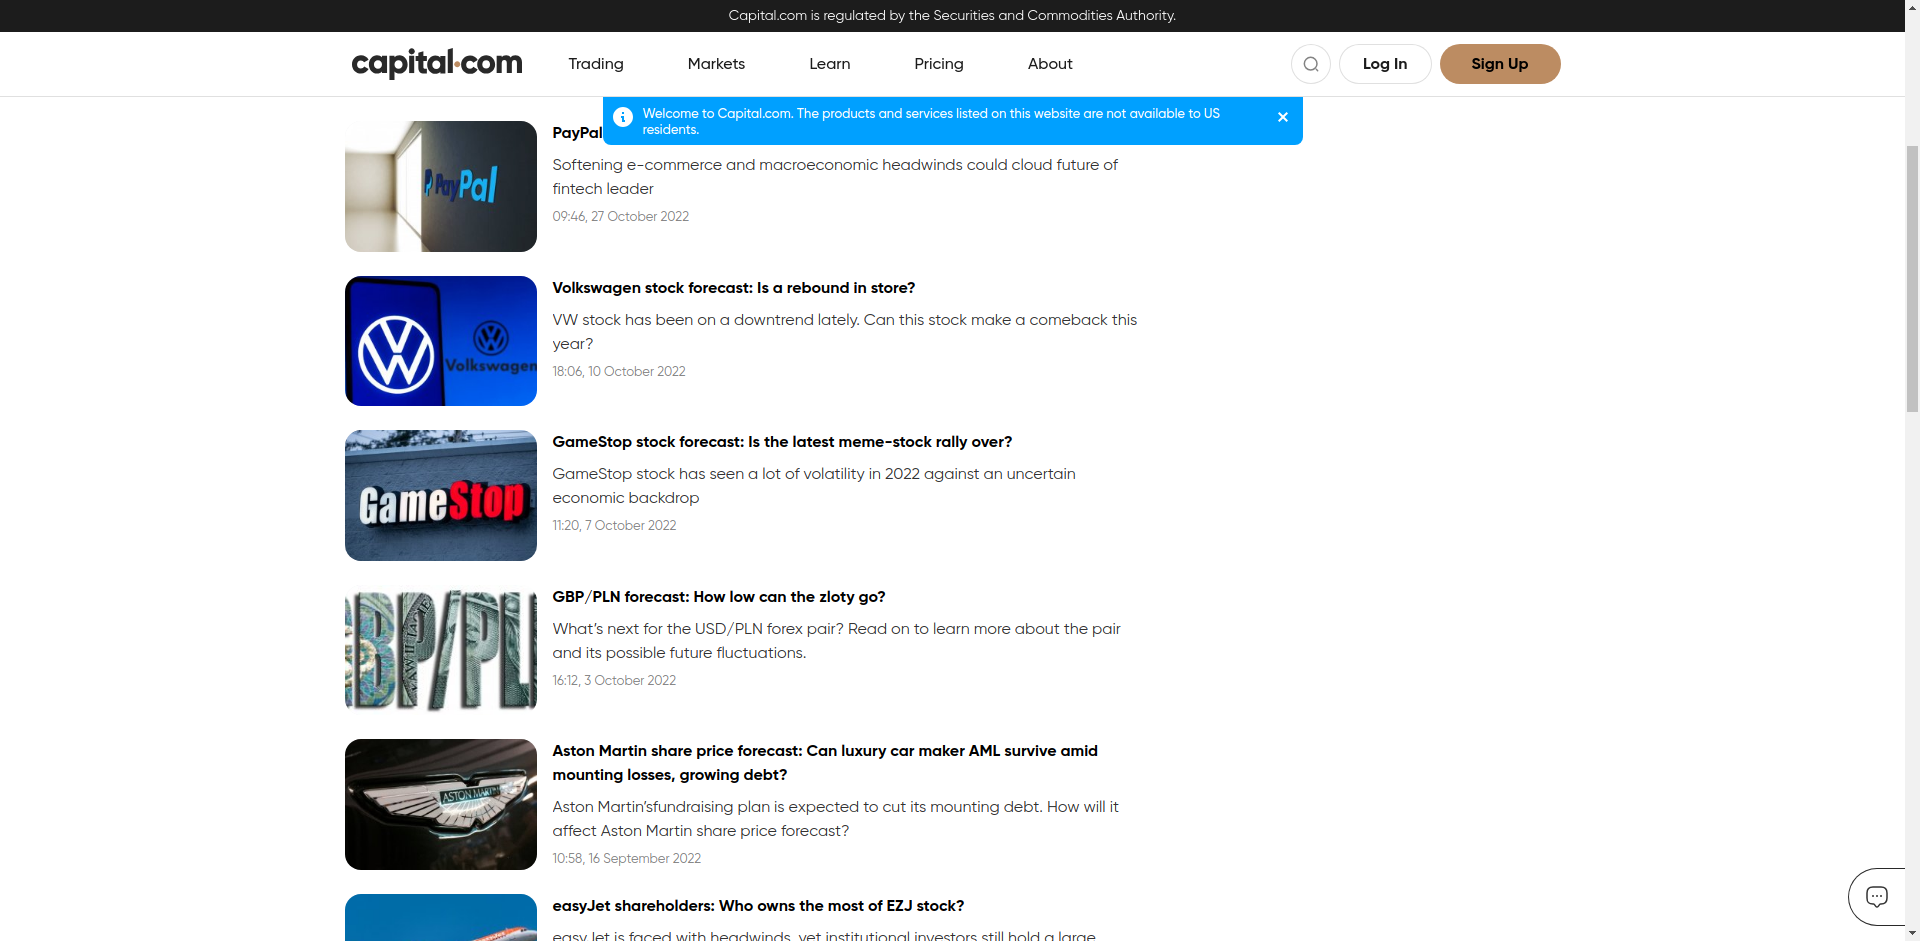 Capital.com is regulated by the Securities and Commodities Authority.
capital.com
Trading
Markets
Learn
Pricing
About
Log In
Sign Up
Welcome to Capital.com. The products and services listed on this website are not available to US
residents.
PayPal
PayPal
Softening e-commerce and macroeconomic headwinds could cloud future of
fintech leader
09:46, 27 October 2022
Volkswagen
Volkswagen stock forecast: Is a rebound in store?
VW stock has been on a downtrend lately. Can this stock make a comeback this
year?
18:06, 10 October 2022
GameStop
GameStop stock forecast: Is the latest meme-stock rally over?
GameStop stock has seen a lot of volatility in 2022 against an uncertain
economic backdrop
11:20, 7 October 2022
BP/PL
GBP/PLN forecast: How low can the zloty go?
What’s next for the USD/PLN forex pair? Read on to learn more about the pair
and its possible future fluctuations.
16:12, 3 October 2022
ASTON MARTIN
Aston Martin share price forecast: Can luxury car maker AML survive amid
mounting losses, growing debt?
Aston Martin’sfundraising plan is expected to cut its mounting debt. How will it
affect Aston Martin share price forecast?
10:58, 16 September 2022
easyJet shareholders: Who owns the most of EZJ stock?
easyJet is faced with headwinds, yet institutional investors still hold a large